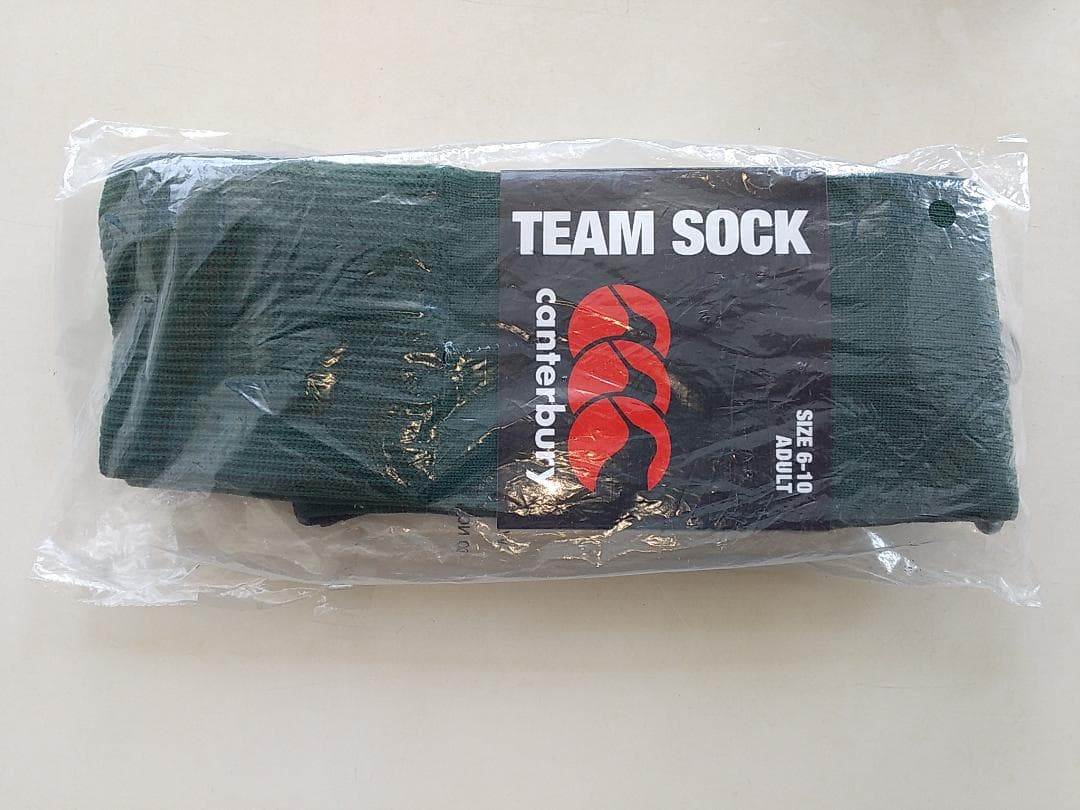 TEAM SOCK
canterbury
SIZE 6-10
ADULT